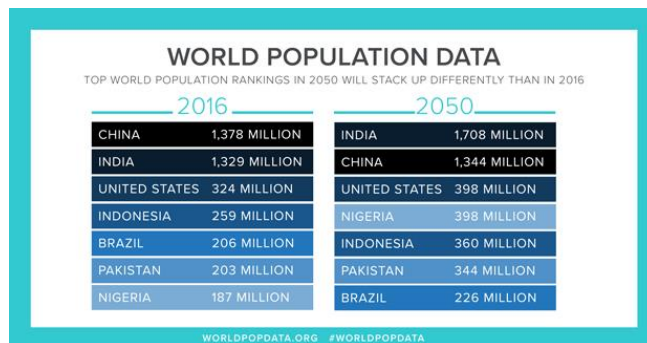 WORLD POPULATION DATA
TOP WORLD POPULATION RANKINGS IN 2050 WILL STACK UP DIFFERENTLY THAN IN 2016
2016
CHINA 1,378 MILLION
INDIA 1,329 MILLION
UNITED STATES 324 MILLION
INDONESIA 259 MILLION
BRAZIL 206 MILLION
PAKISTAN 203 MILLION
NIGERIA 187 MILLION
2050
INDIA 1,708 MILLION
CHINA 1,344 MILLION
UNITED STATES 398 MILLION
NIGERIA 398 MILLION
INDONESIA 360 MILLION
PAKISTAN 344 MILLION
BRAZIL 226 MILLION
WORLDPOPDATA.ORG #WORLDPOPDATA